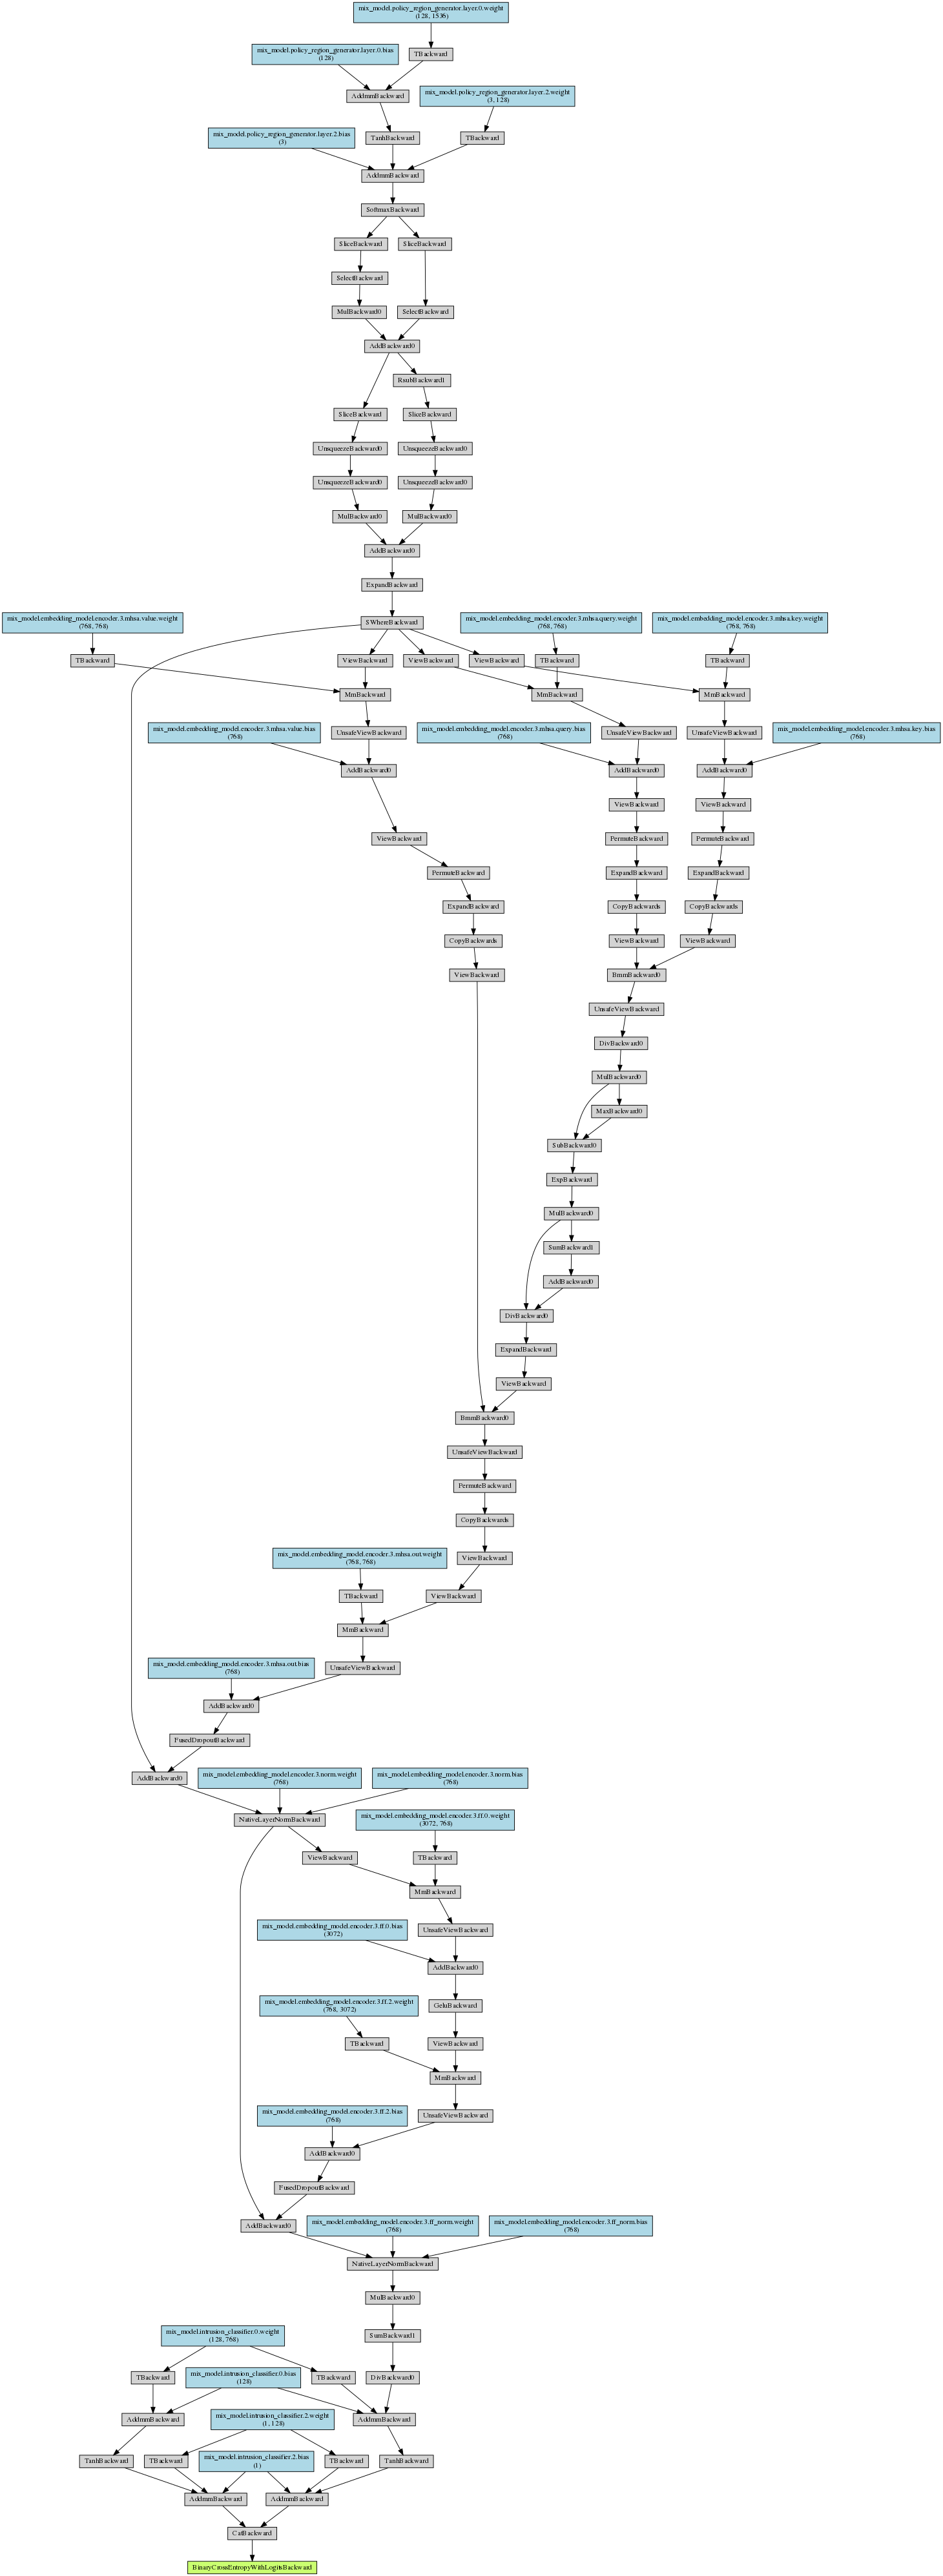 mix_model.policy_region_generator.layer.0.weight
(128, 1536)
mix_model.policy_region_generator.layer.0.bias
(128)
TBackward
AddmmBackward
mix_model.policy_region_generator.layer.2.weight
(3, 128)
mix_model.policy_region_generator.layer.2.bias
(3)
TanhBackward
TBackward
AddmmBackward
SoftmaxBackward
SliceBackward
SliceBackward
SelectBackward
MulBackward0
SelectBackward
AddBackward0
RsubBackward1
SliceBackward
SliceBackward
UnsqueezeBackward0
UnsqueezeBackward0
UnsqueezeBackward0
UnsqueezeBackward0
MulBackward0
MulBackward0
AddBackward0
ExpandBackward
mix_model.embedding_model.encoder.3.mhsa.value.weight
(768, 768)
SWhereBackward
mix_model.embedding_model.encoder.3.mhsa.query.weight
(768, 768)
mix_model.embedding_model.encoder.3.mhsa.key.weight
(768, 768)
TBackward
ViewBackward
ViewBackward
ViewBackward
TBackward
TBackward
MmBackward
MmBackward
MmBackward
mix_model.embedding_model.encoder.3.mhsa.value.bias
(768)
UnsafeViewBackward
mix_model.embedding_model.encoder.3.mhsa.query.bias
(768)
UnsafeViewBackward
UnsafeViewBackward
mix_model.embedding_model.encoder.3.mhsa.key.bias
(768)
AddBackward0
AddBackward0
AddBackward0
ViewBackward
ViewBackward
ViewBackward
PermuteBackward
PermuteBackward
PermuteBackward
ExpandBackward
ExpandBackward
ExpandBackward
CopyBackwards
CopyBackwards
CopyBackwards
ViewBackward
ViewBackward
ViewBackward
BmmBackward0
UnsafeViewBackward
DivBackward0
MulBackward0
MaxBackward0
SubBackward0
ExpBackward
MulBackward0
SumBackward1
AddBackward0
DivBackward0
ExpandBackward
ViewBackward
BmmBackward0
UnsafeViewBackward
PermuteBackward
CopyBackwards
mix_model.embedding_model.encoder.3.mhsa.out.weight
(768, 768)
ViewBackward
TBackward
ViewBackward
MmBackward
mix_model.embedding_model.encoder.3.mhsa.out.bias
(768)
UnsafeViewBackward
AddBackward0
FusedDropoutBackward
AddBackward0
mix_model.embedding_model.encoder.3.norm.weight
(768)
mix_model.embedding_model.encoder.3.norm.bias
(768)
NativeLayerNormBackward
mix_model.embedding_model.encoder.3.ff.0.weight
(3072, 768)
ViewBackward
TBackward
MmBackward
mix_model.embedding_model.encoder.3.ff.0.bias
(3072)
UnsafeViewBackward
AddBackward0
GeluBackward
mix_model.embedding_model.encoder.3.ff.2.weight
(768, 3072)
TBackward
ViewBackward
MmBackward
mix_model.embedding_model.encoder.3.ff.2.bias
(768)
UnsafeViewBackward
AddBackward0
FusedDropoutBackward
AddBackward0
mix_model.embedding_model.encoder.3.ff_norm.weight
(768)
mix_model.embedding_model.encoder.3.ff_norm.bias
(768)
NativeLayerNormBackward
MulBackward0
mix_model.intrusion_classifier.0.weight
(128, 768)
SumBackward1
TBackward
mix_model.intrusion_classifier.0.bias
(128)
TBackward
DivBackward0
AddmmBackward
mix_model.intrusion_classifier.2.weight
(1, 128)
AddmmBackward
TanhBackward
TBackward
mix_model.intrusion_classifier.2.bias
(1)
TBackward
TanhBackward
AddmmBackward
AddmmBackward
CatBackward
BinaryCrossEntropyWithLogitsBackward